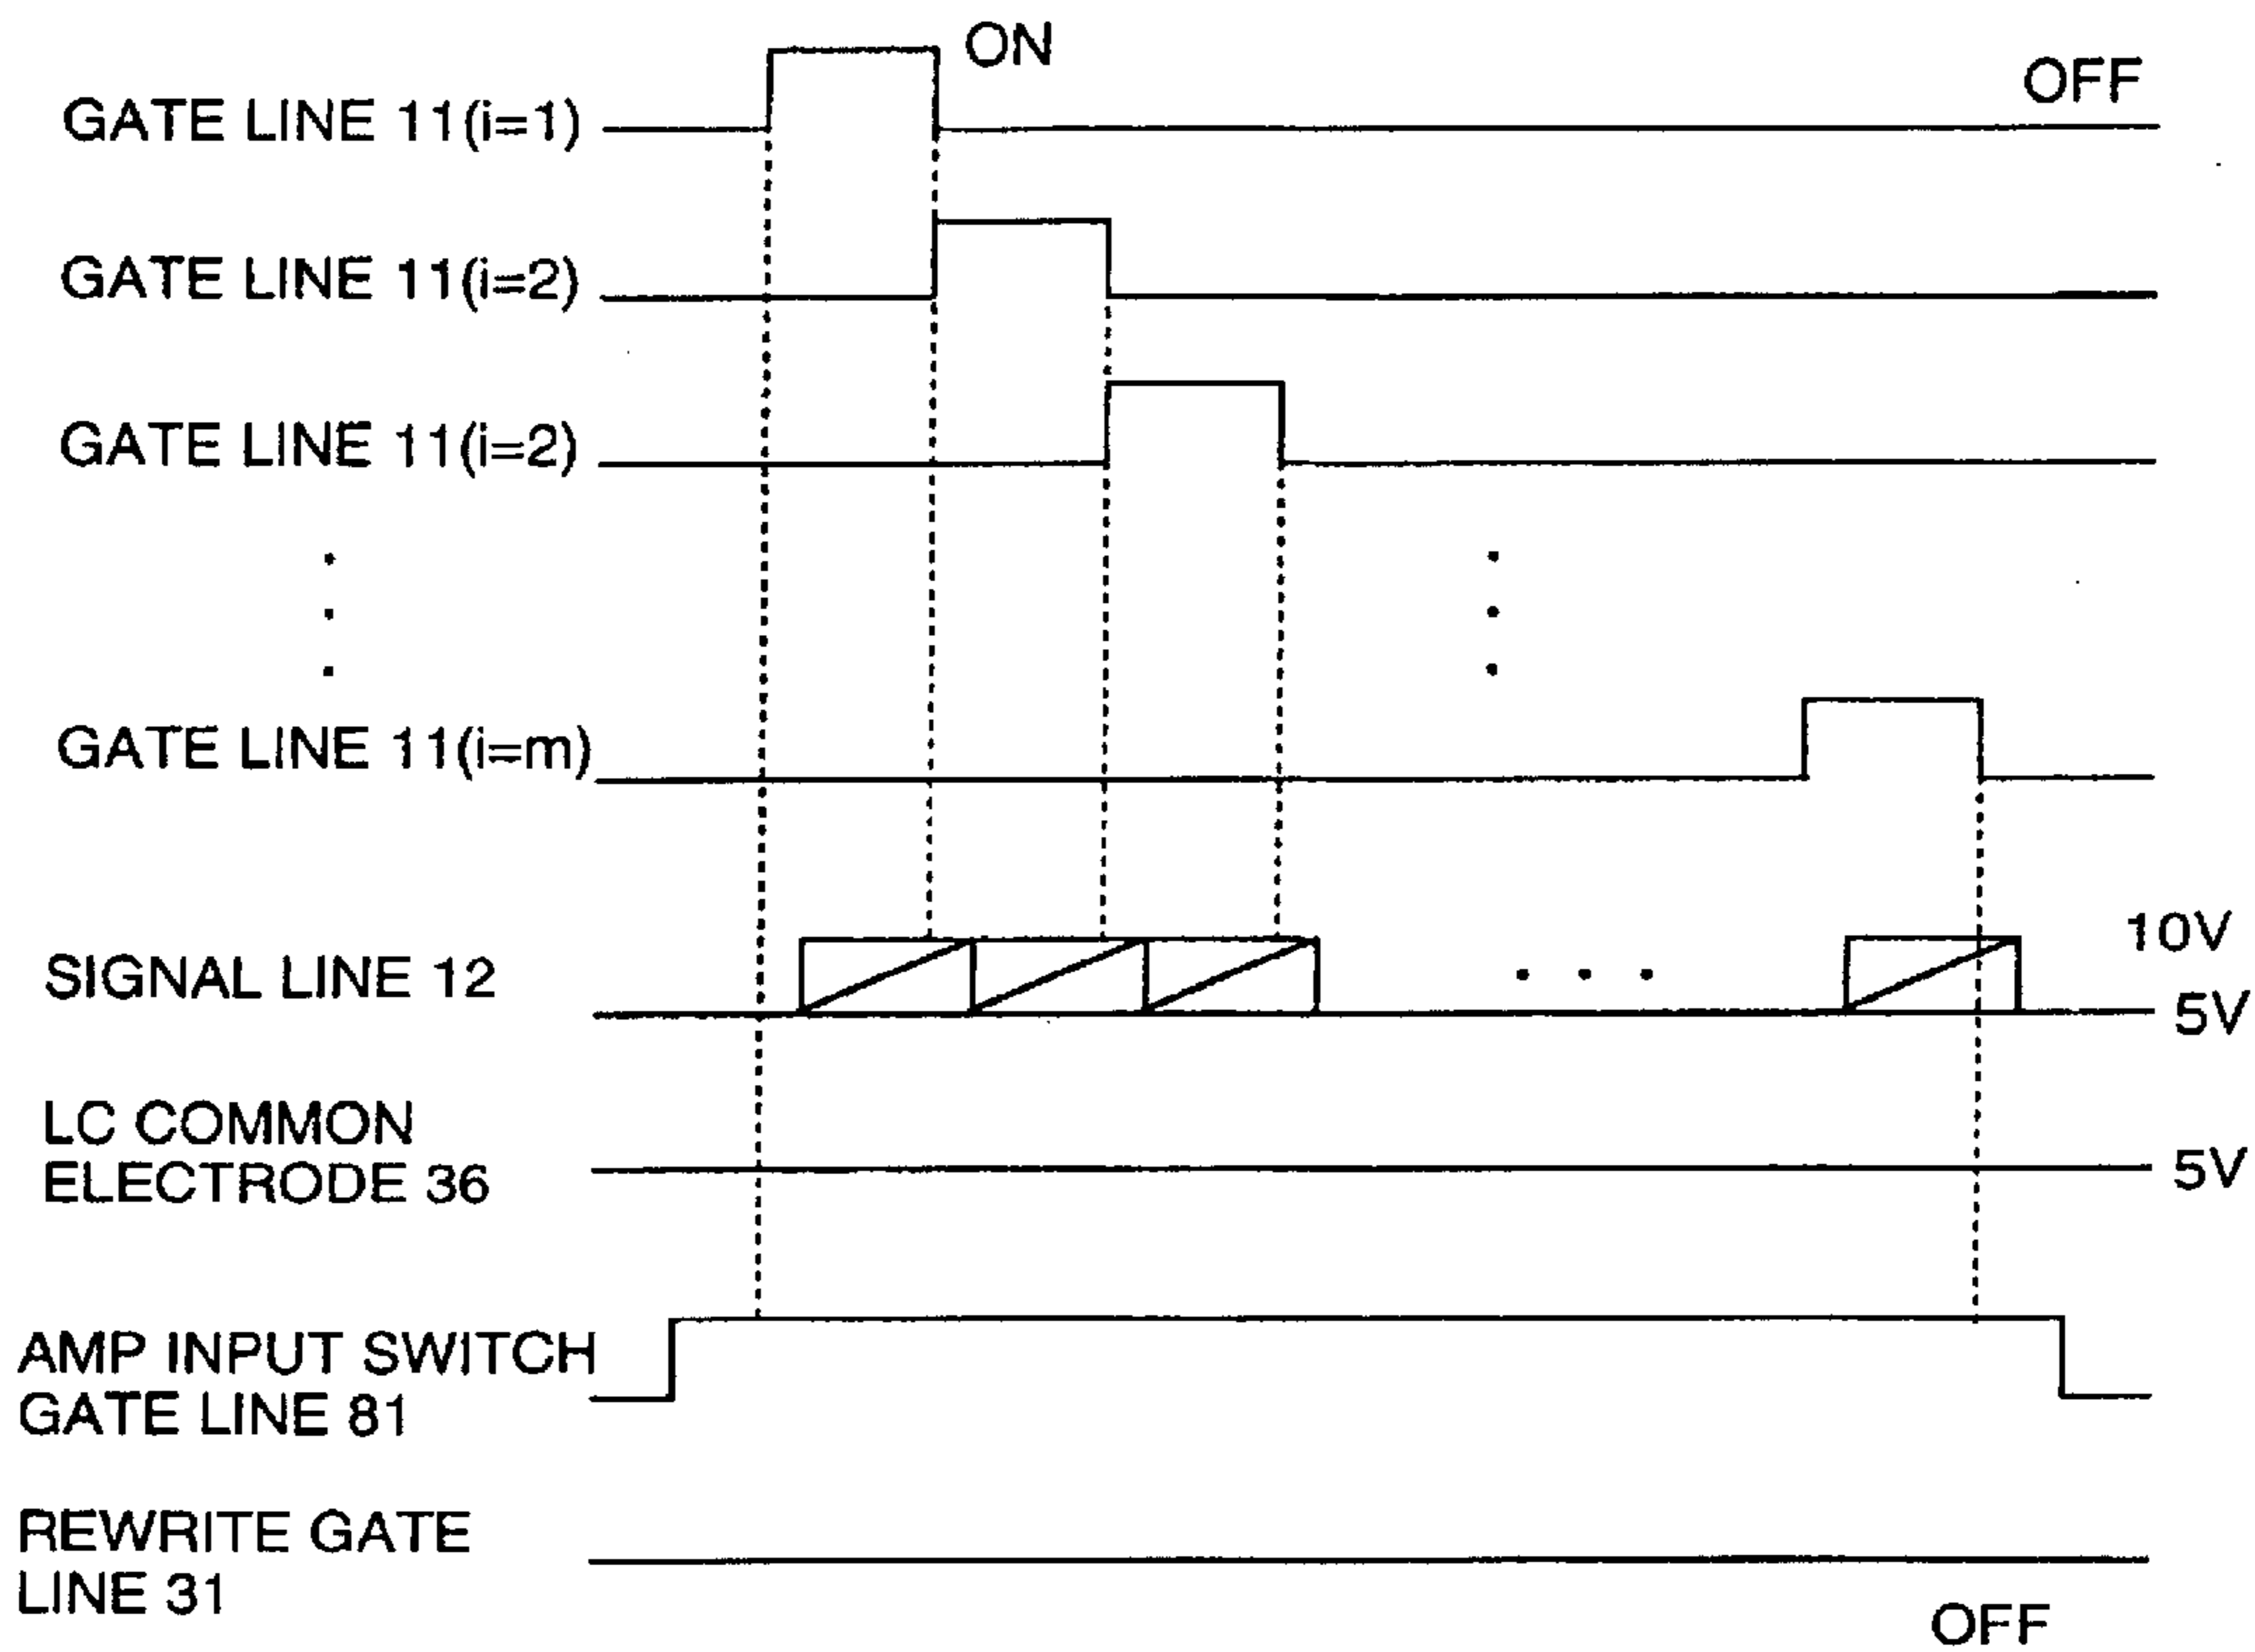 ON
OFF
GATE LINE 11(i=1)
GATE LINE 11(i=2)
GATE LINE 11(i=2)
GATE LINE 11(i=m)
10V
SIGNAL LINE 12
5V
LC COMMON
ELECTRODE 36
5V
AMP INPUT SWITCH
GATE LINE 81
REWRITE GATE
LINE 31
OFF